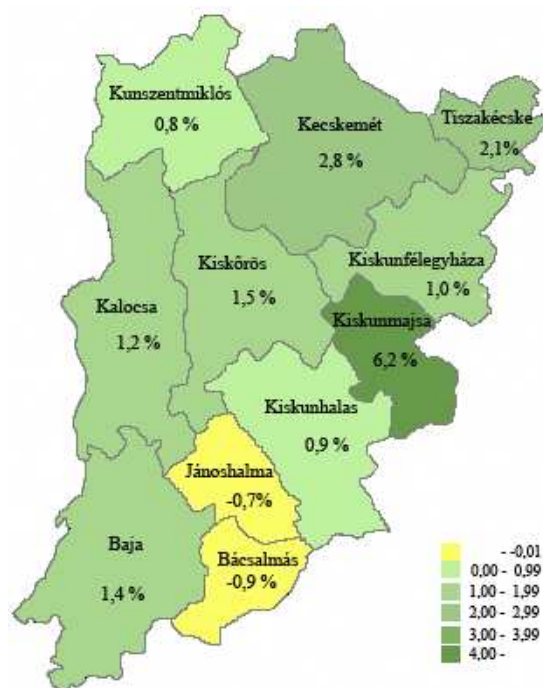 Kunszentmiklós
0,8 %
Kecskemét
2,8 %
Tiszakécske
2,1%
Kiskunfélegyháza
1,0 %
Kiskőrös
1,5 %
Kalocsa
1,2 %
Kiskunmajsa
6,2 %
Kiskunhalas
0,9 %
Jánoshalma
-0,7%
Baja
1,4 %
Bácsalmás
-0,9 %
- -0,01
0,00 - 0,99
1,00 - 1,99
2,00 - 2,99
3,00 - 3,99
4,00 -